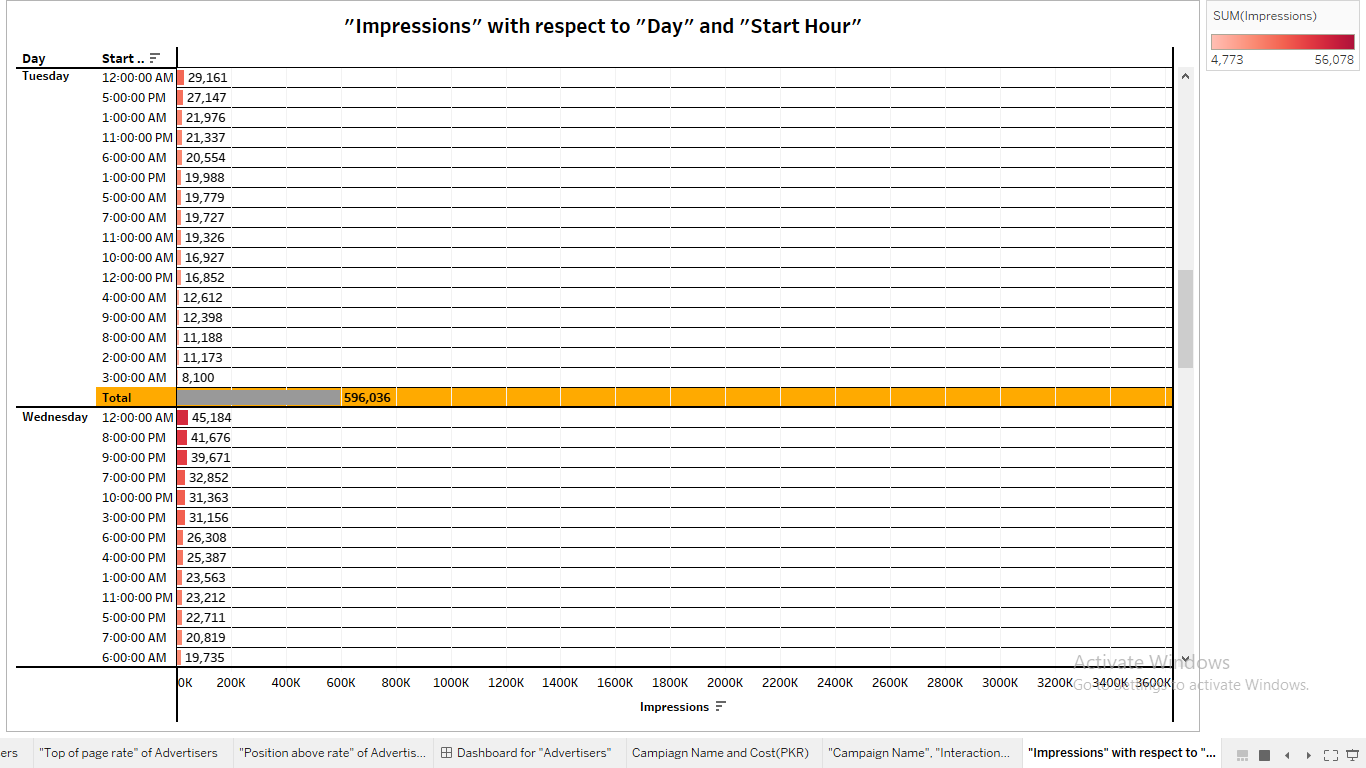 "Impressions" with respect to "Day" and "Start Hour"
SUM(Impressions)
4,773 56,078
Day Start ..
Tuesday 12:00:00 AM 29,161
5:00:00 PM 27,147
1:00:00 AM 21,976
11:00:00 PM 21,337
6:00:00 AM 20,554
1:00:00 PM 19,988
5:00:00 AM 19,779
7:00:00 AM 19,727
11:00:00 AM 19,326
10:00:00 AM 16,927
12:00:00 PM 16,852
4:00:00 AM 12,612
9:00:00 AM 12,398
8:00:00 AM 11,188
2:00:00 AM 11,173
3:00:00 AM 8,100
Total 596,036
Wednesday 12:00:00 AM 45,184
8:00:00 PM 41,676
9:00:00 PM 39,671
7:00:00 PM 32,852
10:00:00 PM 31,363
3:00:00 PM 31,156
6:00:00 PM 26,308
4:00:00 PM 25,387
1:00:00 AM 23,563
11:00:00 PM 23,212
5:00:00 PM 22,711
7:00:00 AM 20,819
6:00:00 AM 19,735
0K 200K 400K 600K 800K 1000K 1200K 1400K 1600K 1800K 2000K 2200K 2400K 2600K 2800K 3000K 3200K 3400K 3600K
Impressions
Activate Windows
Go to Settings to activate Windows.
ers "Top of page rate" of Advertisers "Position above rate" of Advertis... Dashboard for "Advertisers" Campiagn Name and Cost(PKR) "Campaign Name", "Interaction... "Impressions" with respect to "...